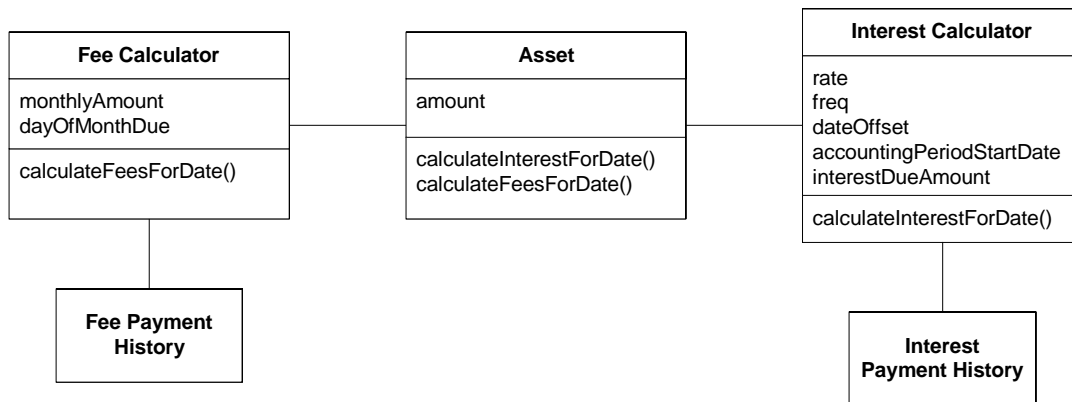 Fee Calculator
monthlyAmount
dayOfMonthDue
calculateFeesForDate()
Fee Payment
History
Asset
amount
calculateInterestForDate()
calculateFeesForDate()
Interest Calculator
rate
freq
dateOffset
accountingPeriodStartDate
interestDueAmount
calculateInterestForDate()
Interest
Payment History